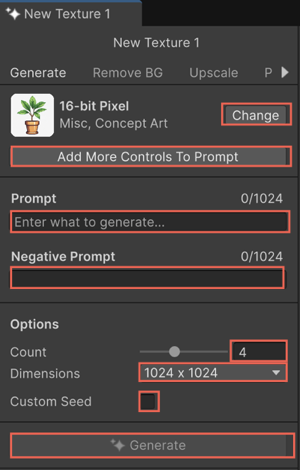 New Texture 1
New Texture 1
Generate Remove BG Upscale P
16-bit Pixel
Misc, Concept Art
Change
Add More Controls To Prompt
Prompt 0/1024
Enter what to generate...
Negative Prompt 0/1024
Options
Count 4
Dimensions 1024 x 1024
Custom Seed
Generate